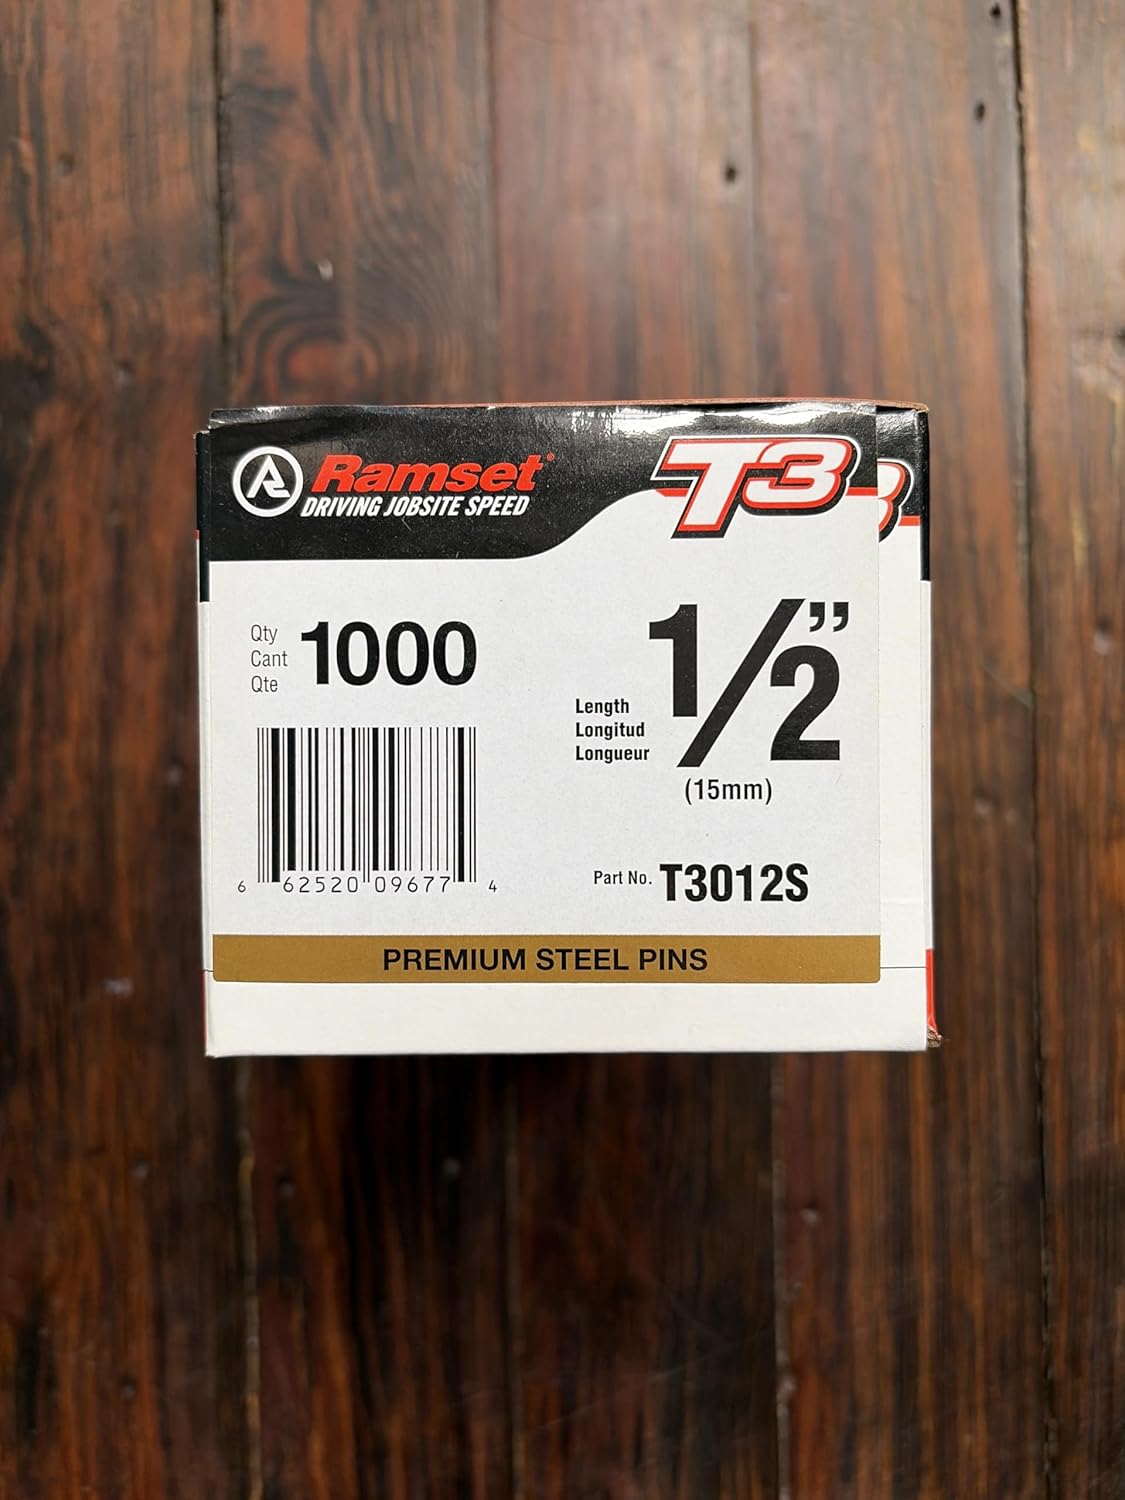 Ramset®
DRIVING JOBSITE SPEED
T3
3
Qty
Cant
Qte
1000
1/2”
Length
Longitud
Longueur
(15mm)
6 62520 09677 4
Part No. T3012S
PREMIUM STEEL PINS